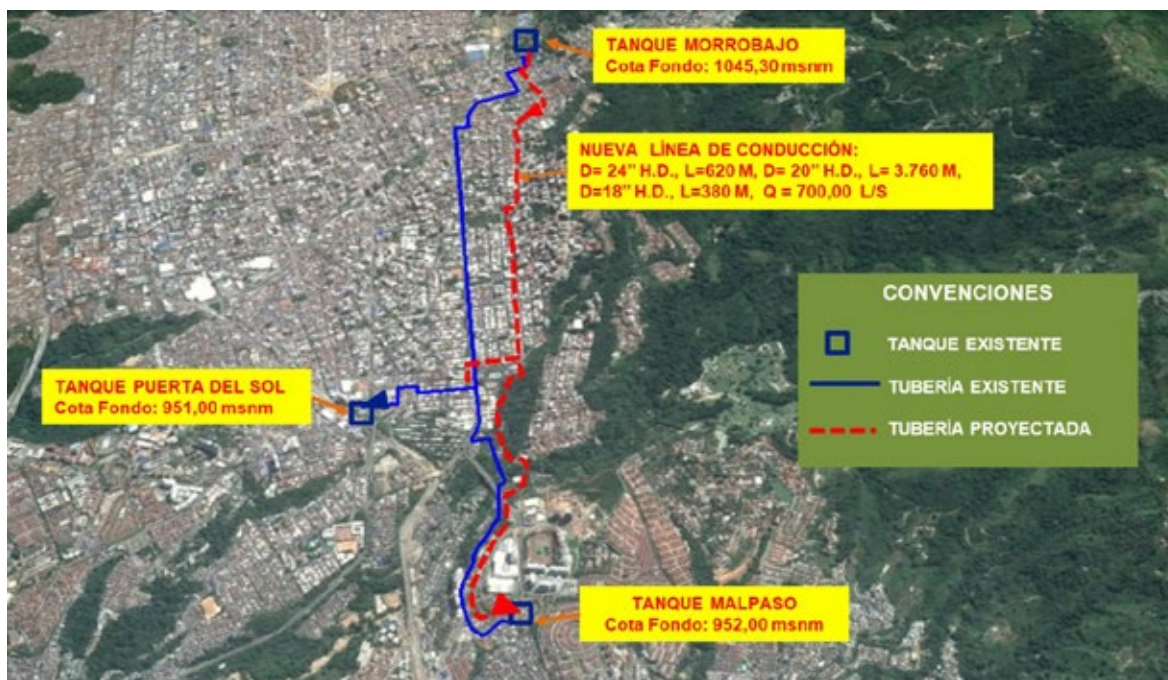 TANQUE MORROBAJO
Cota Fondo: 1045,30 msnm
NUEVA LÍNEA DE CONDUCCIÓN:
D= 24" H.D., L=620 M, D= 20" H.D., L= 3.760 M,
D=18" H.D., L=380 M, Q = 700,00 L/S
CONVENCIONES
TANQUE EXISTENTE
TUBERÍA EXISTENTE
TUBERÍA PROYECTADA
TANQUE PUERTA DEL SOL
Cota Fondo: 951,00 msnm
TANQUE MALPASO
Cota Fondo: 952,00 msnm